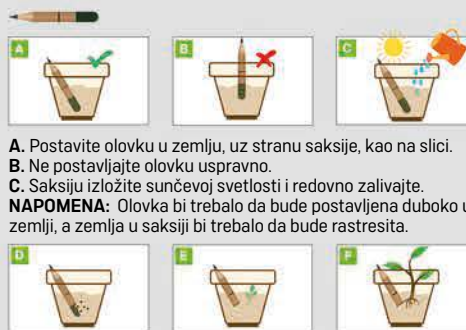 A B C
A. Postavite olovku u zemlju, uz stranu saksije, kao na slici.
B. Ne postavljajte olovku uspravno.
C. Saksiju izložite sunčevoj svetlosti i redovno zalivajte.
NAPOMENA: Olovka bi trebalo da bude postavljena duboko u
zemlji, a zemlja u saksiji bi trebalo da bude rastresita.
D E F